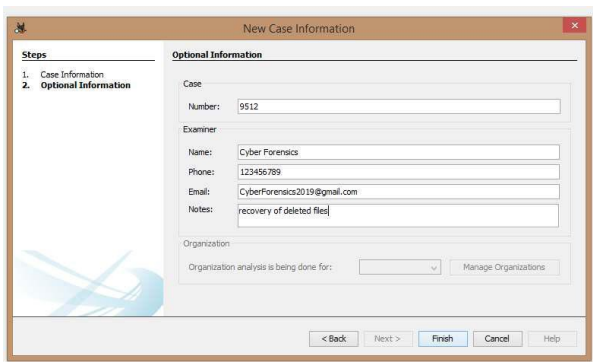 New Case Information
Steps
1. Case Information
2. Optional Information
Optional Information
Case
Number: 9512
Examiner
Name: Cyber Forensics
Phone: 123456789
Email: CyberForensics2019@gmail.com
Notes: recovery of deleted files
Organization
Organization analysis is being done for: Manage Organizations
< Back Next > Finish Cancel Help